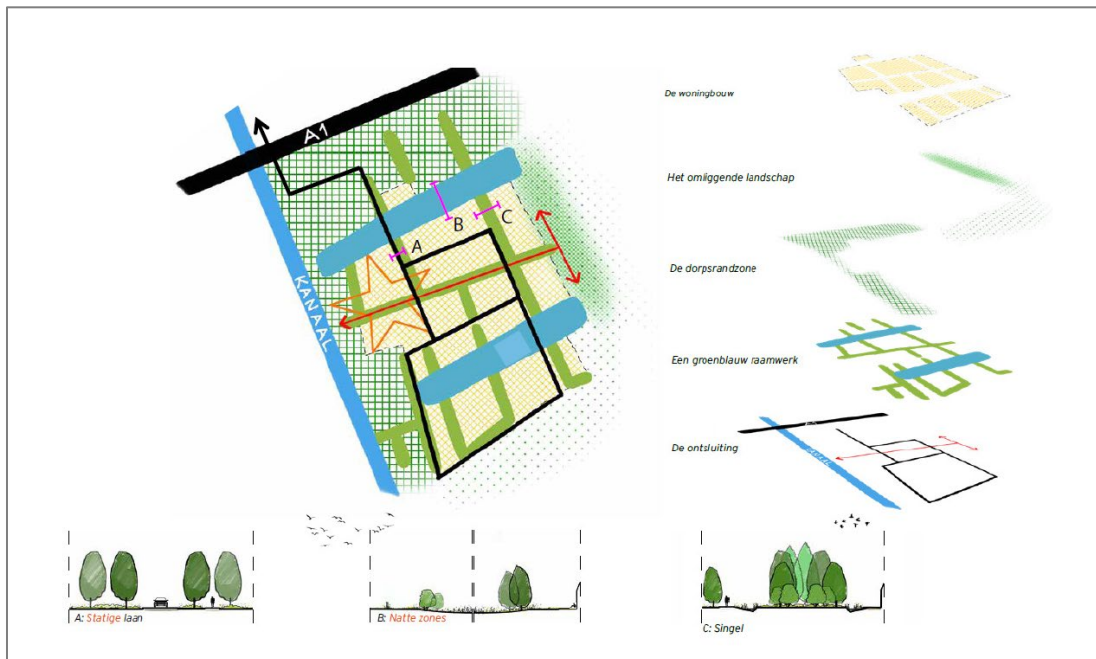 A1
KANAAL
A
B
C
De woningbouw
Het omliggende landschap
De dorpsrandzone
Een groenblauw raamwerk
De ontsluiting
A: Statige laan
B: Natte zones
C: Singel